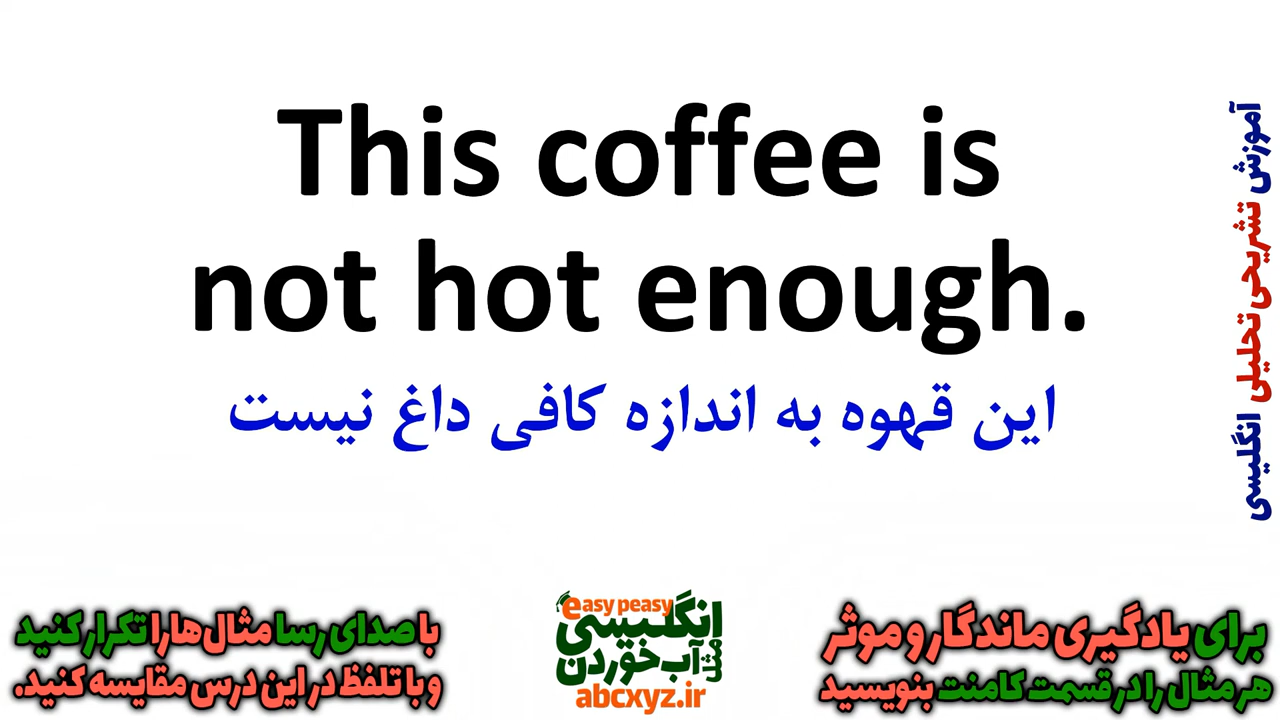 This coffee is
not hot enough.
این قهوه به اندازه کافی داغ نیست
آموزش تشریحی تحلیلی انگلیسی
با صدای رسا مثال‌ها را تکرار کنید
و با تلفظ در این درس مقایسه کنید.
easy peasy
انگلیسی
مثل آب خوردن
abcxyz.ir
برای یادگیری ماندگار و موثر
هر مثال را در قسمت کامنت بنویسید